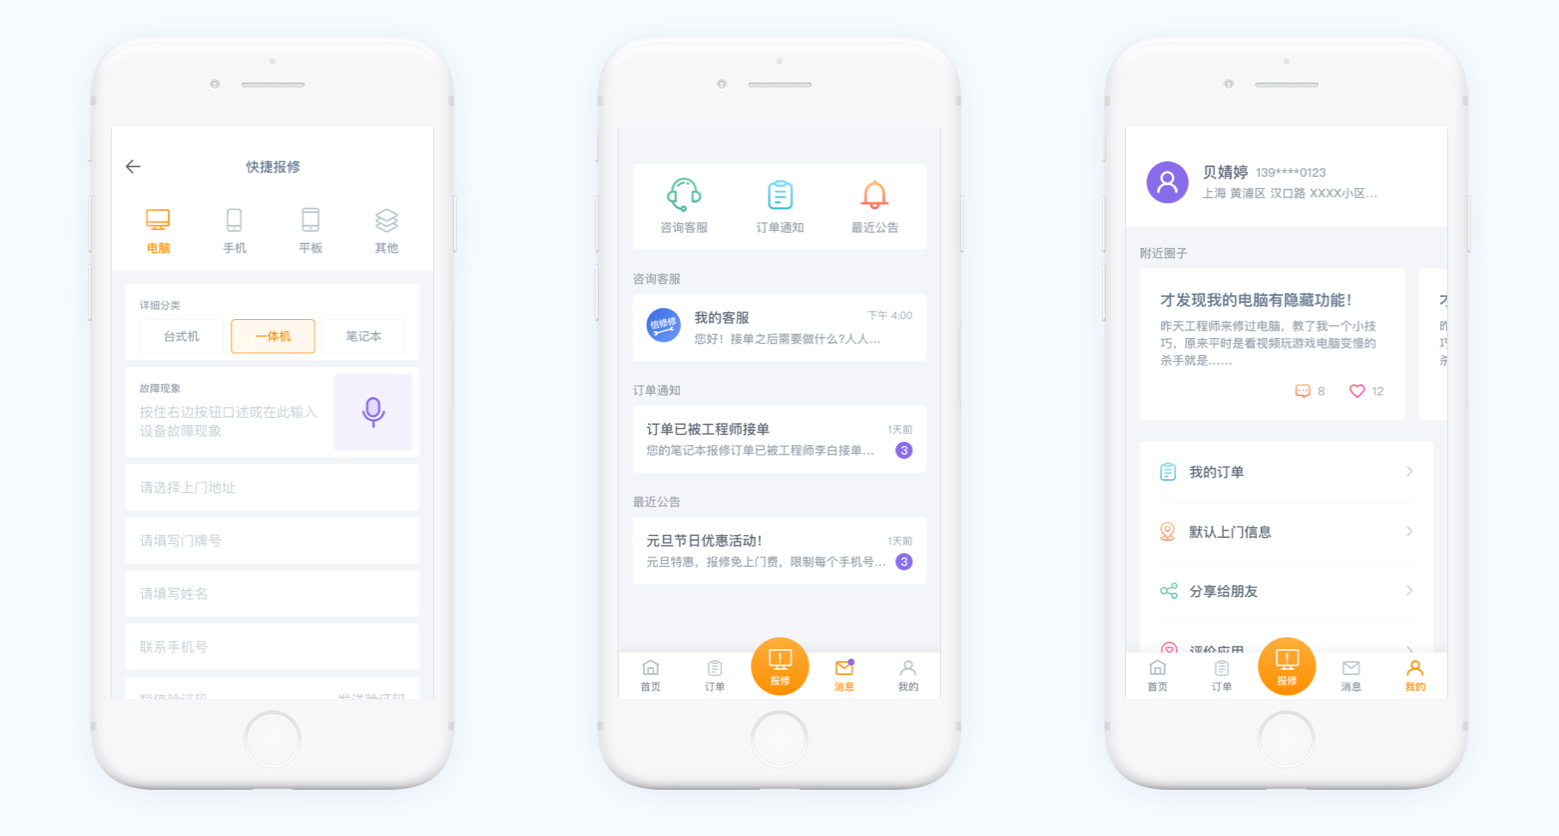 快捷报修
电脑
手机
平板
其他
详细分类
台式机
一体机
笔记本
故障现象
按住右边按钮口述或在此输入
设备故障现象
请选择上门地址
请填写门牌号
请填写姓名
联系手机号
短信验证码 发送验证码
咨询客服
订单通知
最近公告
咨询客服
信修修
我的客服
下午 4:00
您好！接单之后需要做什么?人人...
订单通知
订单已被工程师接单
1天前
您的笔记本报修订单已被工程师李白接单...
3
最近公告
元旦节日优惠活动！
1天前
元旦特惠，报修免上门费，限制每个手机号...
3
首页
订单
报修
消息
我的
贝婧婷 139****0123
上海 黄浦区 汉口路 XXXX小区...
附近圈子
才发现我的电脑有隐藏功能！
昨天工程师来修过电脑，教了我一个小技
巧，原来平时是看视频玩游戏电脑变慢的
杀手就是......
8
12
我的订单
默认上门信息
分享给朋友
评价应用
首页
订单
报修
消息
我的